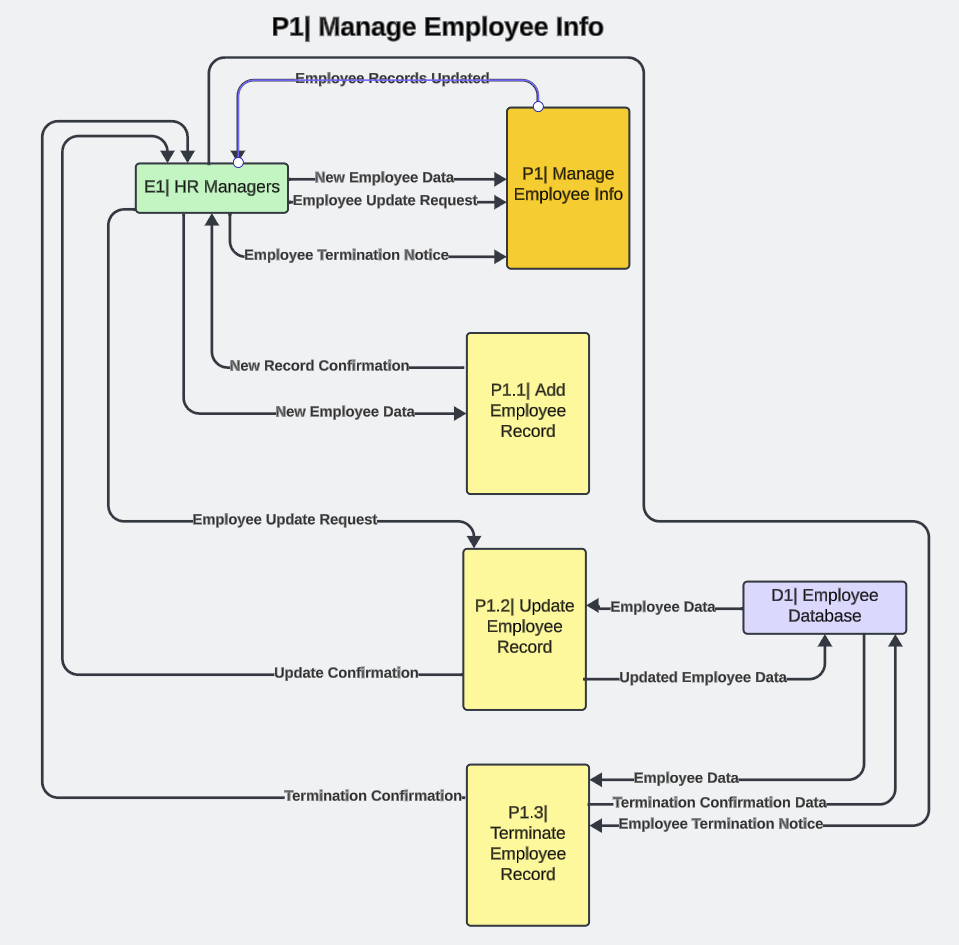 P1| Manage Employee Info
Employee Records Updated
E1| HR Managers
New Employee Data
Employee Update Request
Employee Termination Notice
P1| Manage
Employee Info
New Record Confirmation
New Employee Data
P1.1| Add
Employee
Record
Employee Update Request
P1.2| Update
Employee
Record
Employee Data
D1| Employee
Database
Update Confirmation
Updated Employee Data
Termination Confirmation
P1.3|
Terminate
Employee
Record
Employee Data
Termination Confirmation Data
Employee Termination Notice